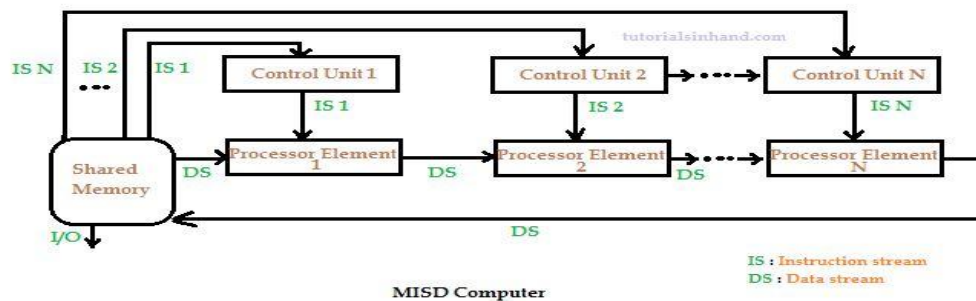 tutorialsinhand.com
IS N
IS 2
IS 1
Control Unit 1
Control Unit 2
Control Unit N
IS 1
IS 2
IS N
Shared
Memory
DS
Processor Element
1
DS
Processor Element
2
DS
Processor Element
N
I/O
DS
IS : Instruction stream
DS : Data stream
MISD Computer